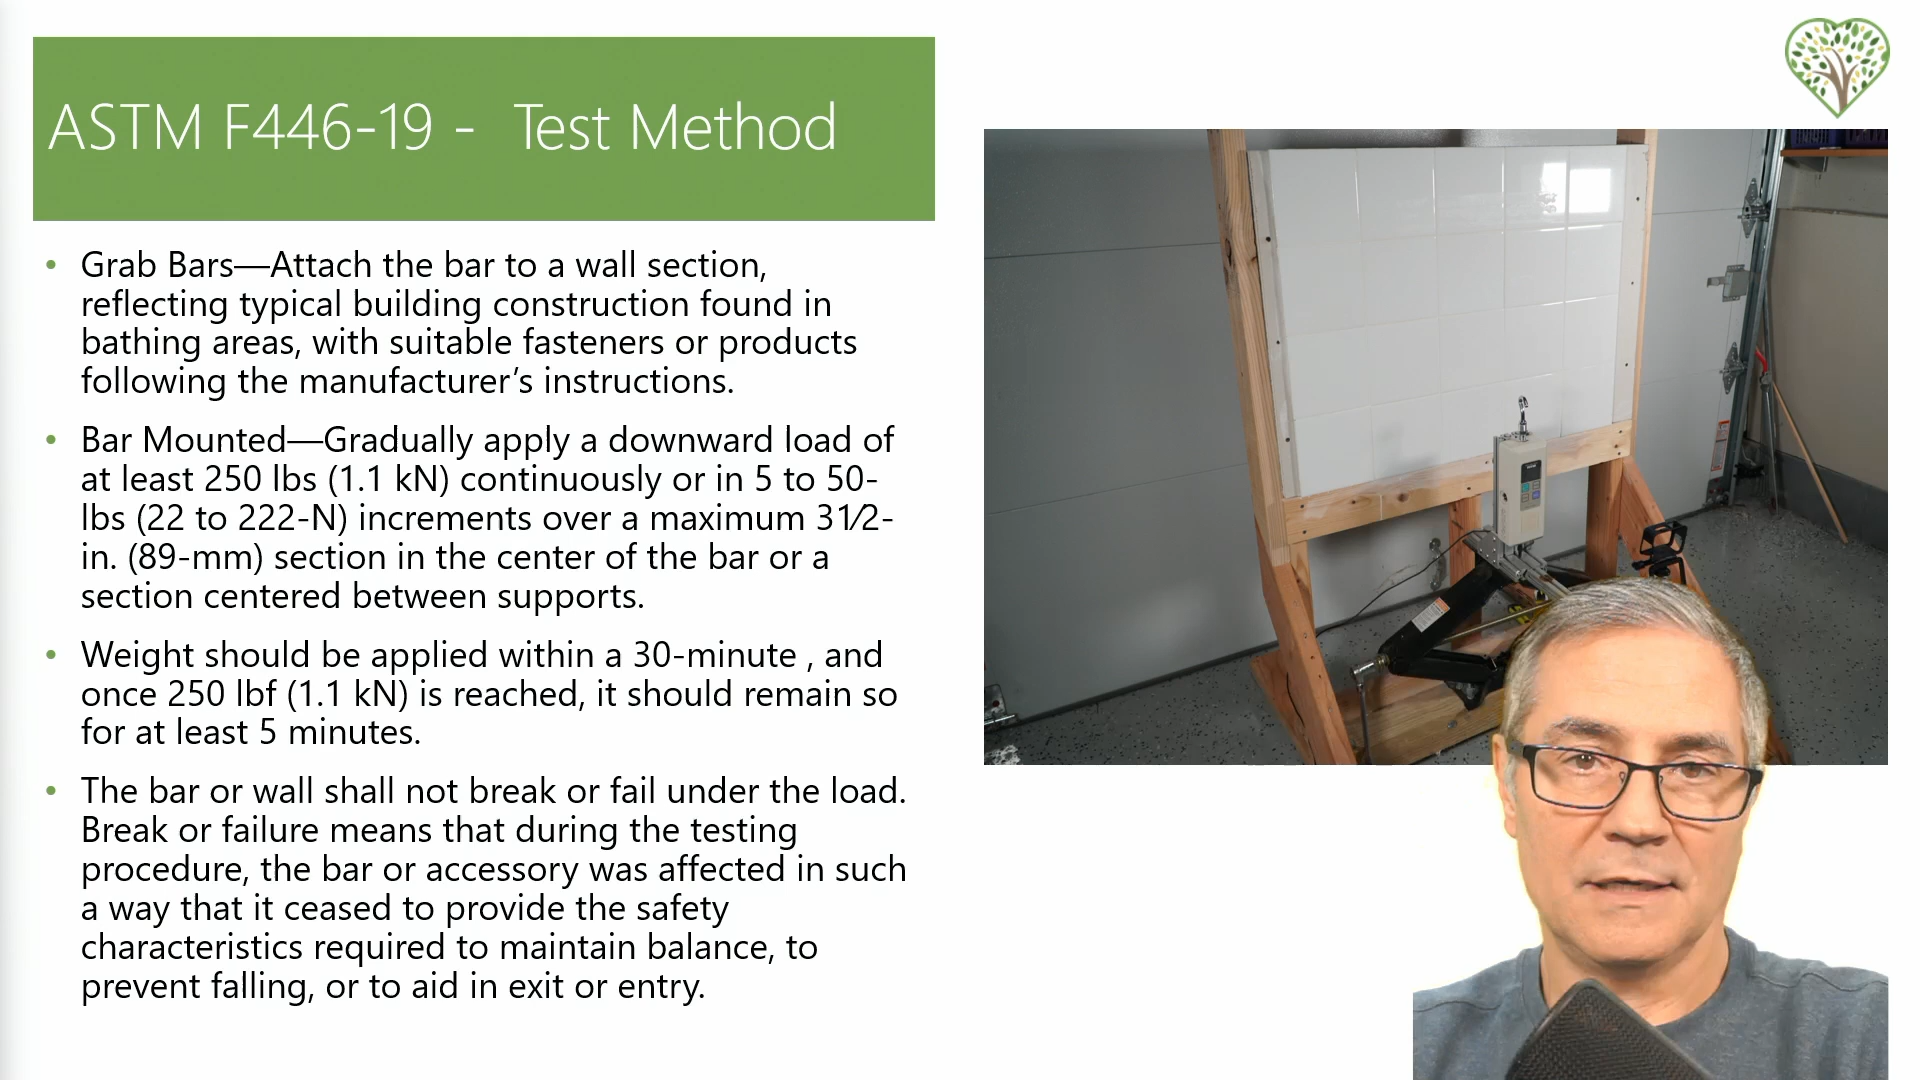 ASTM F446-19 - Test Method
• Grab Bars—Attach the bar to a wall section,
reflecting typical building construction found in
bathing areas, with suitable fasteners or products
following the manufacturer’s instructions.
• Bar Mounted—Gradually apply a downward load of
at least 250 lbs (1.1 kN) continuously or in 5 to 50-
lbs (22 to 222-N) increments over a maximum 31⁄2-
in. (89-mm) section in the center of the bar or a
section centered between supports.
• Weight should be applied within a 30-minute , and
once 250 lbf (1.1 kN) is reached, it should remain so
for at least 5 minutes.
• The bar or wall shall not break or fail under the load.
Break or failure means that during the testing
procedure, the bar or accessory was affected in such
a way that it ceased to provide the safety
characteristics required to maintain balance, to
prevent falling, or to aid in exit or entry.